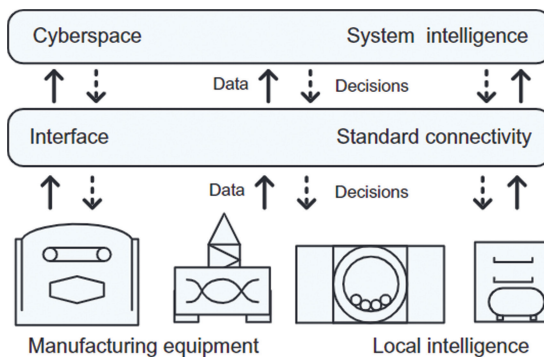 Cyberspace System intelligence
Data Decisions
Interface Standard connectivity
Data Decisions
Manufacturing equipment Local intelligence